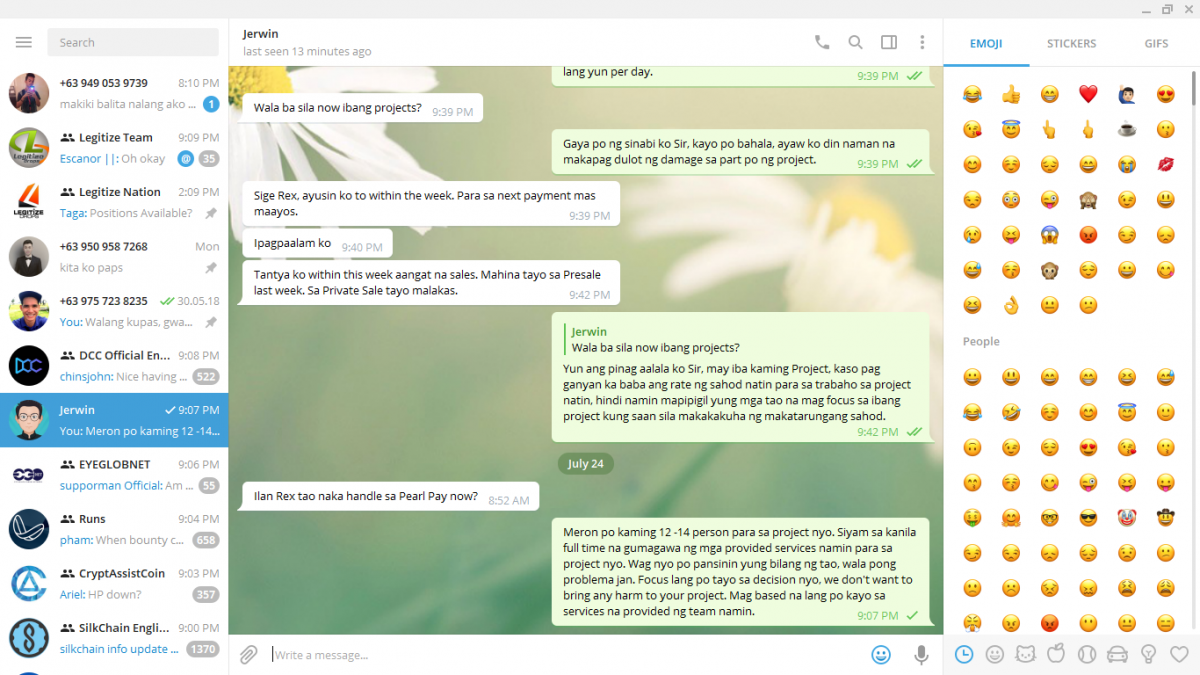 Search
+63 949 053 9739 8:10 PM
makiki balita nalang ako ... 1
Legitize Team 9:09 PM
Escanor ||: Oh okay @ 35
Legitize Nation 2:09 PM
Taga: Positions Available?
+63 950 958 7268 Mon
kita ko paps
+63 975 723 8235 30.05.18
You: Walang kupas, gwa...
DCC Official En... 9:08 PM
chinsjohn: Nice having ... 522
Jerwin 9:07 PM
You: Meron po kaming 12 -14...
EYEGLOBNET 9:06 PM
supporman Official: Am ... 55
Runs 9:04 PM
pham: When bounty c... 658
CryptAssistCoin 9:03 PM
Ariel: HP down? 357
SilkChain Engli... 9:00 PM
silkchain info update ... 1370
LEGITIZE
DCC
Jerwin
last seen 13 minutes ago
lang yun per day.
9:39 PM
Wala ba sila now ibang projects? 9:39 PM
Gaya po ng sinabi ko Sir, kayo po bahala, ayaw ko din naman na
makapag dulot ng damage sa part po ng project.
9:39 PM
Sige Rex, ayusin ko to within the week. Para sa next payment mas
maayos.
9:39 PM
Ipagpaalam ko 9:40 PM
Tantya ko within this week aangat na sales. Mahina tayo sa Presale
last week. Sa Private Sale tayo malakas.
9:42 PM
Jerwin
Wala ba sila now ibang projects?
Yun ang pinag aalala ko Sir, may iba kaming Project, kaso pag
ganyan ka baba ang rate ng sahod natin para sa trabaho sa project
natin, hindi namin mapipigil yung mga tao na mag focus sa ibang
project kung saan sila makakakuha ng makatarungang sahod.
9:42 PM
July 24
Ilan Rex tao naka handle sa Pearl Pay now? 8:52 AM
Meron po kaming 12 -14 person para sa project nyo. Siyam sa kanila
full time na gumagawa ng mga provided services namin para sa
project nyo. Wag nyo po pansinin yung bilang ng tao, wala pong
problema jan. Focus lang po tayo sa decision nyo, we don't want to
bring any harm to your project. Mag based na lang po kayo sa
services na provided ng team namin.
9:07 PM
Write a message...
EMOJI STICKERS GIFS
People